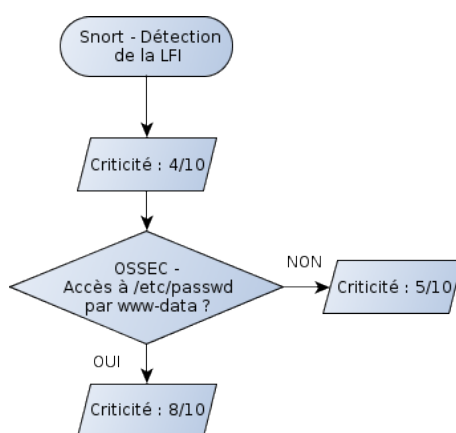 Snort - Détection
de la LFI
Criticité : 4/10
OSSEC -
Accès à /etc/passwd
par www-data ?
NON
Criticité : 5/10
OUI
Criticité : 8/10